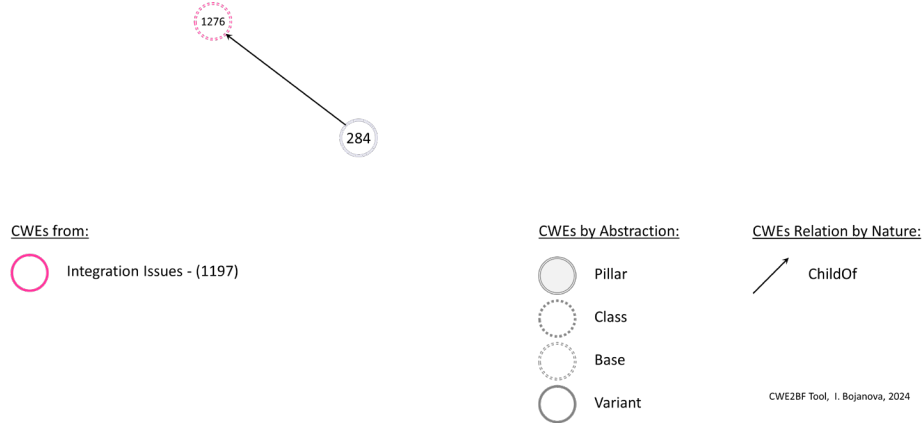 1276
284
CWEs from:
Integration Issues - (1197)
CWEs by Abstraction:
Pillar
Class
Base
Variant
CWEs Relation by Nature:
ChildOf
CWE2BF Tool, I. Bojanova, 2024